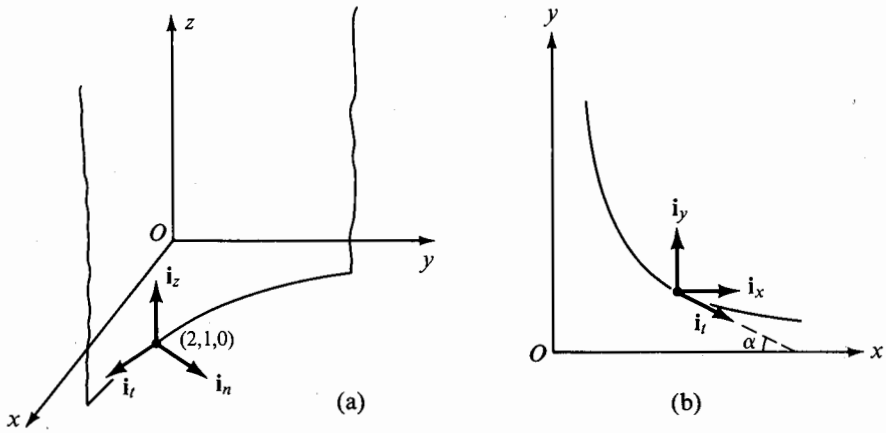 z
O
y
i_z
(2,1,0)
i_t
i_n
x
(a)
y
i_y
i_x
i_t
α
O
x
(b)